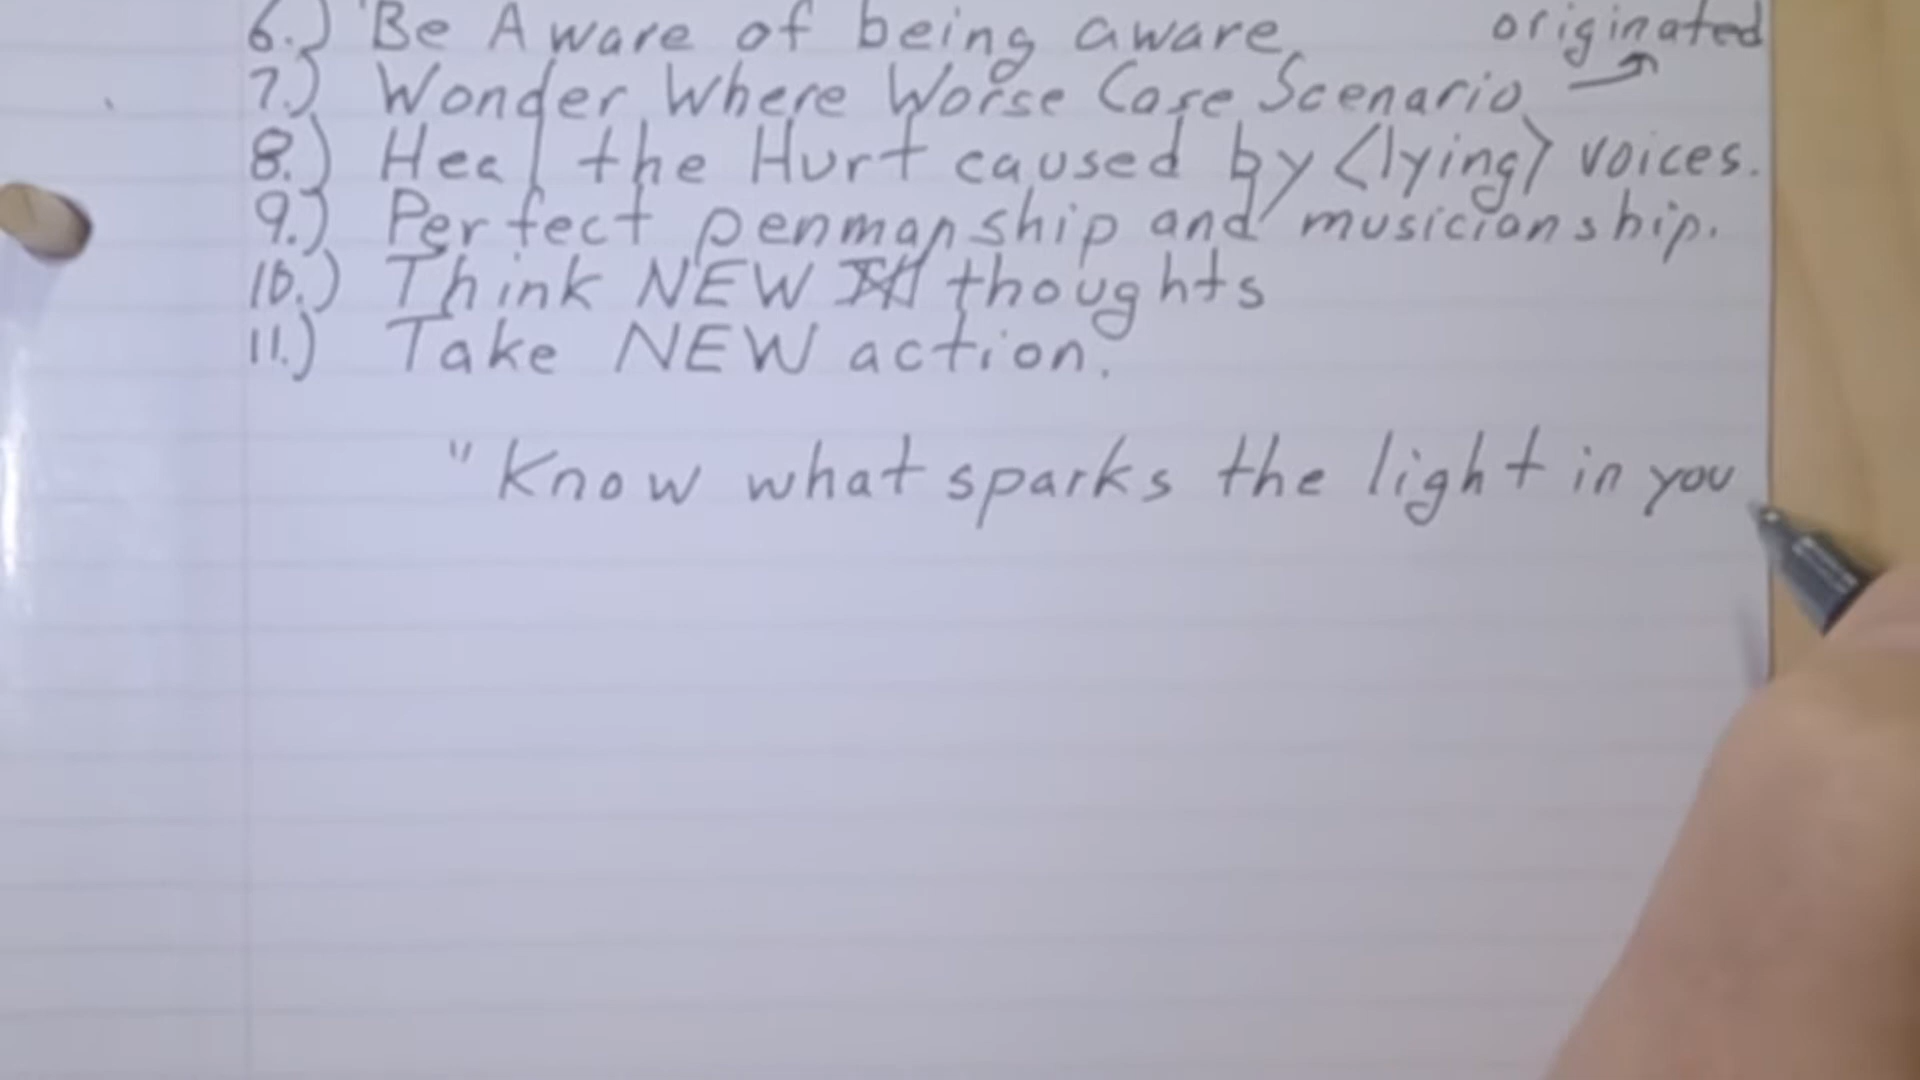 6.) Be Aware of being aware.
originated
7.) Wonder Where Worse Case Scenario
8.) Heal the Hurt caused by <lying> voices.
9.) Perfect penmanship and musicianship.
10.) Think NEW thoughts
11.) Take NEW action.
"Know what sparks the light in you